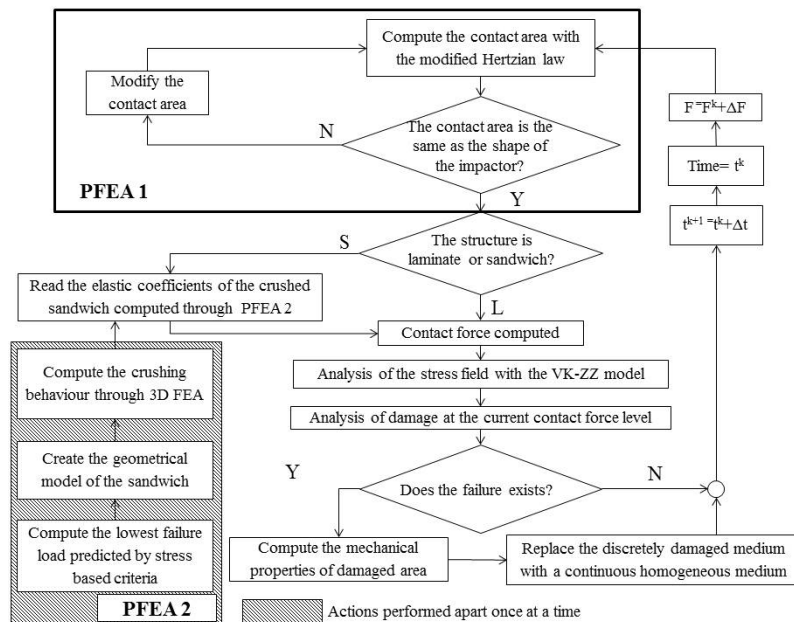 Compute the contact area with
the modified Hertzian law
Modify the
contact area
F =Fᵏ+ΔF
N
The contact area is the
same as the shape of
the impactor?
Time= tᵏ
PFEA 1
Y
tᵏ⁺¹ =tᵏ+Δt
S
The structure is
laminate or sandwich?
Read the elastic coefficients of the crushed
sandwich computed through PFEA 2
L
Contact force computed
Compute the crushing
behaviour through 3D FEA
Analysis of the stress field with the VK-ZZ model
Analysis of damage at the current contact force level
Create the geometrical
model of the sandwich
Y
Does the failure exists?
N
Compute the lowest failure
load predicted by stress
based criteria
Compute the mechanical
properties of damaged area
Replace the discretely damaged medium
with a continuous homogeneous medium
PFEA 2
Actions performed apart once at a time